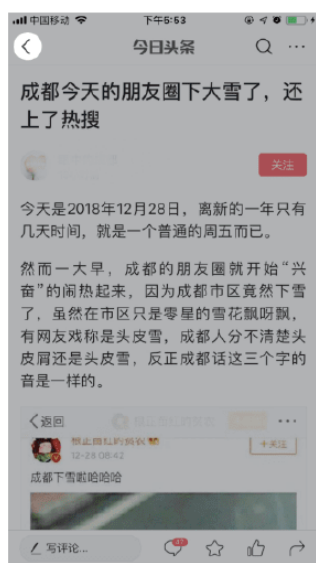 中国移动 下午5:53
今日头条
成都今天的朋友圈下大雪了，还
上了热搜
关注
今天是2018年12月28日，离新的一年只有
几天时间，就是一个普通的周五而已。
然而一大早，成都的朋友圈就开始“兴
奋”的闹热起来，因为成都市区竟然下雪
了，虽然在市区只是零星的雪花飘呀飘，
有网友戏称是头皮雪，成都人分不清楚头
皮屑还是头皮雪，反正成都话这三个字的
音是一样的。
返回
+关注
12-28 08:42
成都下雪啦哈哈哈
写评论... 47